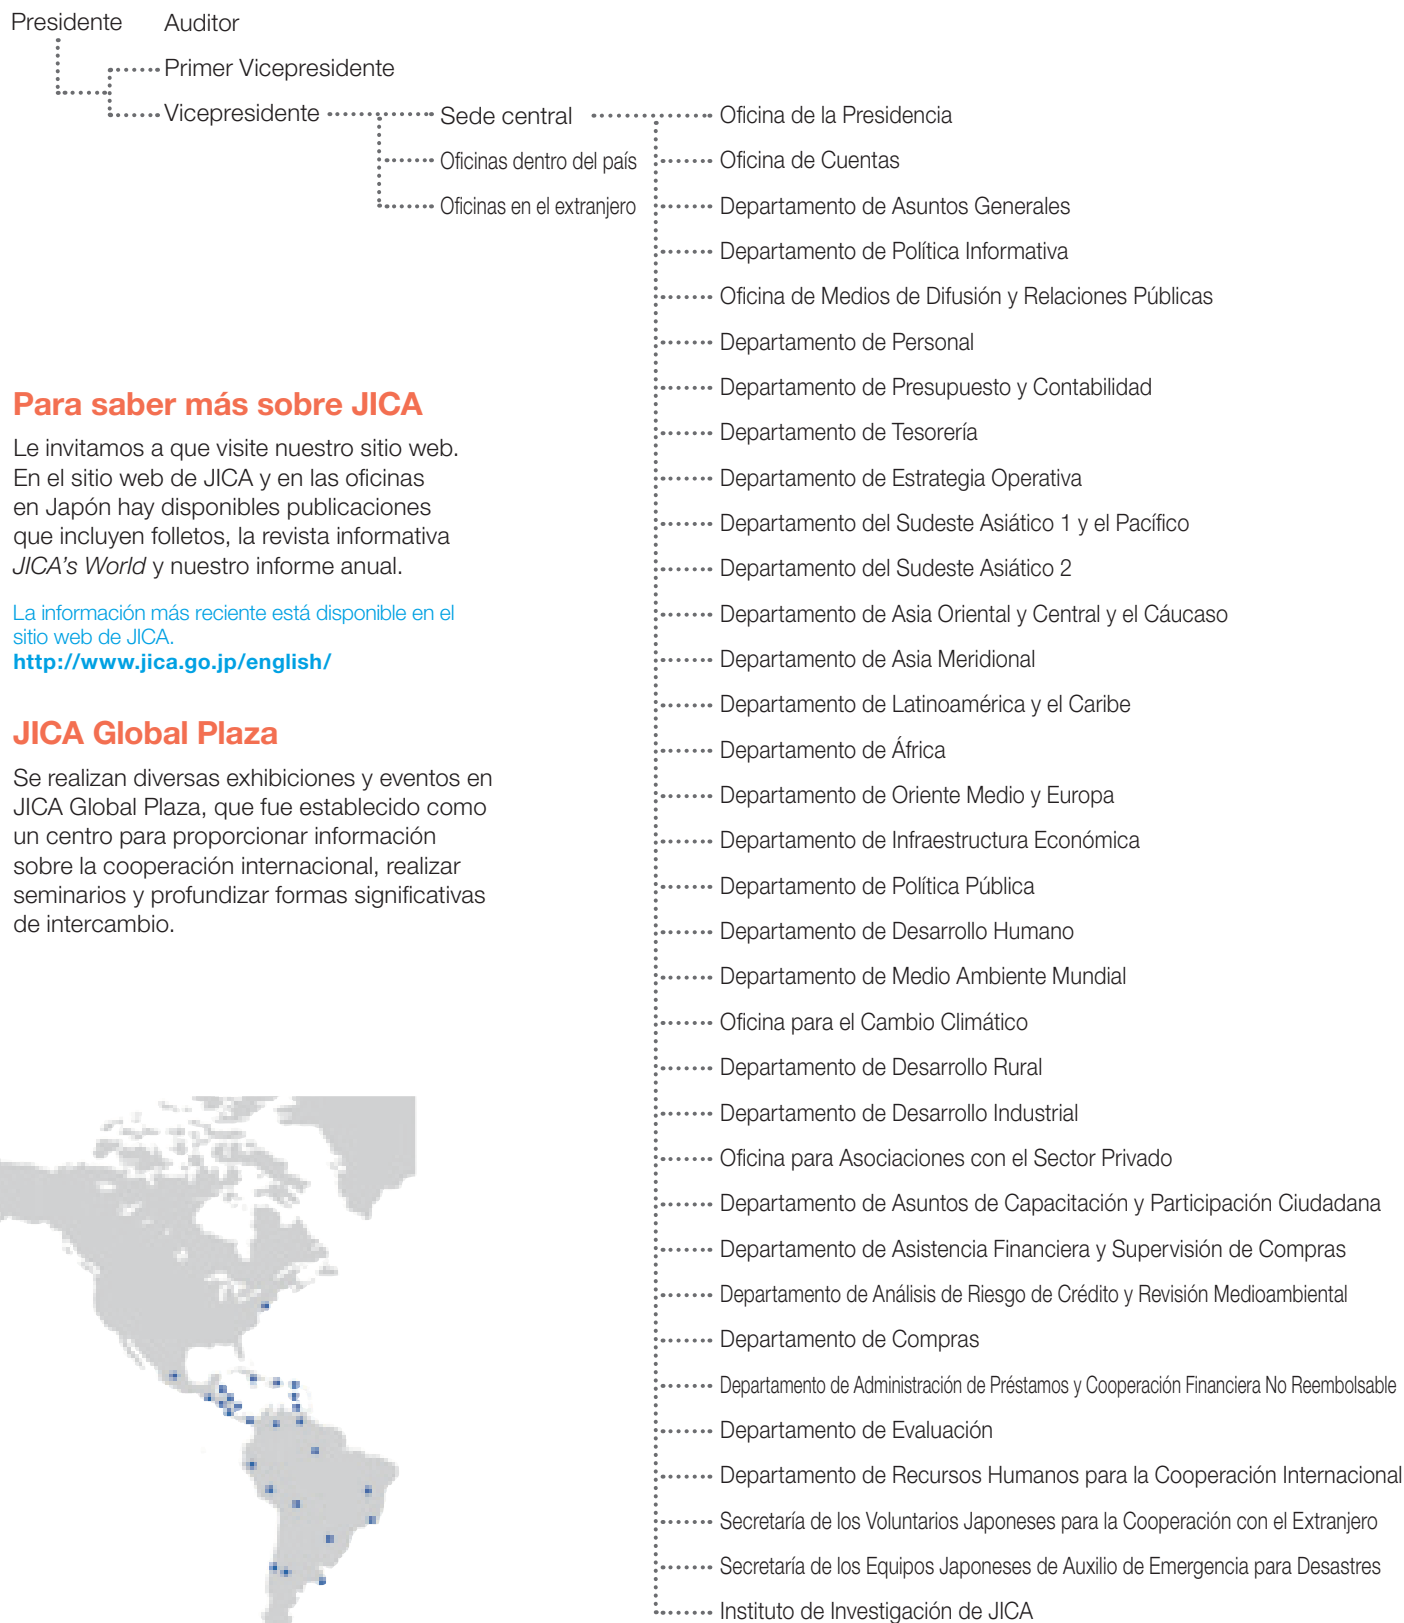 Presidente
Auditor
Primer Vicepresidente
Vicepresidente
Sede central
Oficinas dentro del país
Oficinas en el extranjero
Oficina de la Presidencia
Oficina de Cuentas
Departamento de Asuntos Generales
Departamento de Política Informativa
Oficina de Medios de Difusión y Relaciones Públicas
Departamento de Personal
Departamento de Presupuesto y Contabilidad
Departamento de Tesorería
Departamento de Estrategia Operativa
Departamento del Sudeste Asiático 1 y el Pacífico
Departamento del Sudeste Asiático 2
Departamento de Asia Oriental y Central y el Cáucaso
Departamento de Asia Meridional
Departamento de Latinoamérica y el Caribe
Departamento de África
Departamento de Oriente Medio y Europa
Departamento de Infraestructura Económica
Departamento de Política Pública
Departamento de Desarrollo Humano
Departamento de Medio Ambiente Mundial
Oficina para el Cambio Climático
Departamento de Desarrollo Rural
Departamento de Desarrollo Industrial
Oficina para Asociaciones con el Sector Privado
Departamento de Asuntos de Capacitación y Participación Ciudadana
Departamento de Asistencia Financiera y Supervisión de Compras
Departamento de Análisis de Riesgo de Crédito y Revisión Medioambiental
Departamento de Compras
Departamento de Administración de Préstamos y Cooperación Financiera No Reembolsable
Departamento de Evaluación
Departamento de Recursos Humanos para la Cooperación Internacional
Secretaría de los Voluntarios Japoneses para la Cooperación con el Extranjero
Secretaría de los Equipos Japoneses de Auxilio de Emergencia para Desastres
Instituto de Investigación de JICA
Para saber más sobre JICA
Le invitamos a que visite nuestro sitio web.
En el sitio web de JICA y en las oficinas
en Japón hay disponibles publicaciones
que incluyen folletos, la revista informativa
JICA's World y nuestro informe anual.
La información más reciente está disponible en el
sitio web de JICA.
http://www.jica.go.jp/english/
JICA Global Plaza
Se realizan diversas exhibiciones y eventos en
JICA Global Plaza, que fue establecido como
un centro para proporcionar información
sobre la cooperación internacional, realizar
seminarios y profundizar formas significativas
de intercambio.